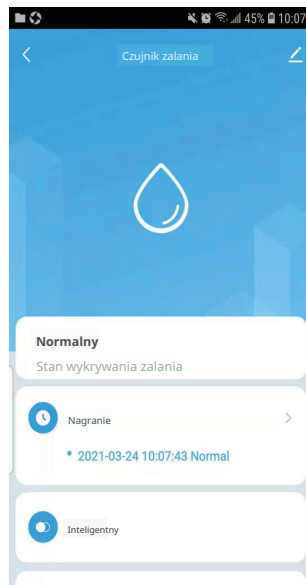 45% 10:07
Czujnik zalania
Normalny
Stan wykrywania zalania
Nagranie
2021-03-24 10:07:43 Normal
Inteligentny